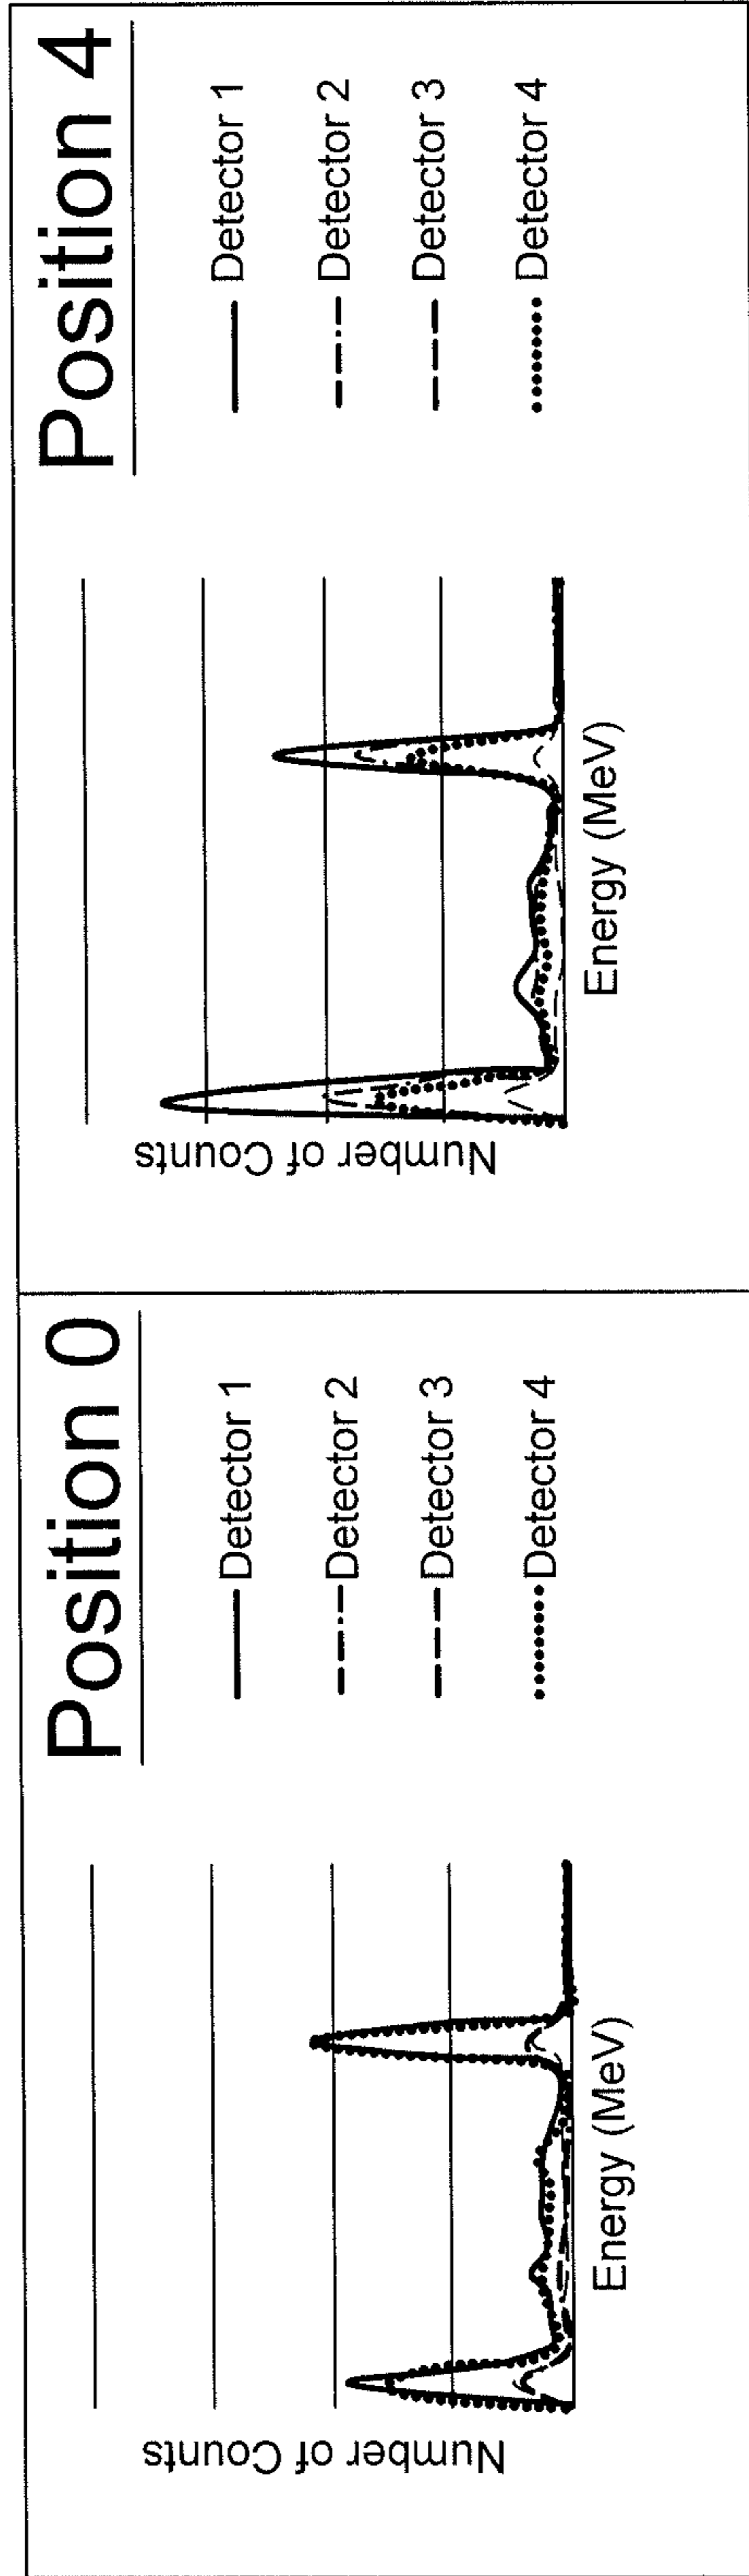 Position 0
Number of Counts
Energy (MeV)
Detector 1
Detector 2
Detector 3
Detector 4
Position 4
Number of Counts
Energy (MeV)
Detector 1
Detector 2
Detector 3
Detector 4